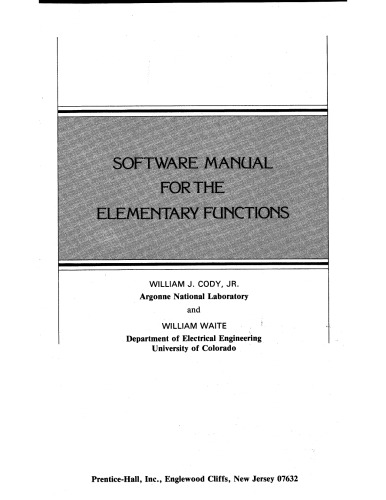 SOFTWARE MANUAL
FOR THE
ELEMENTARY FUNCTIONS
WILLIAM J. CODY, JR.
Argonne National Laboratory
and
WILLIAM WAITE
Department of Electrical Engineering
University of Colorado
Prentice-Hall, Inc., Englewood Cliffs, New Jersey 07632